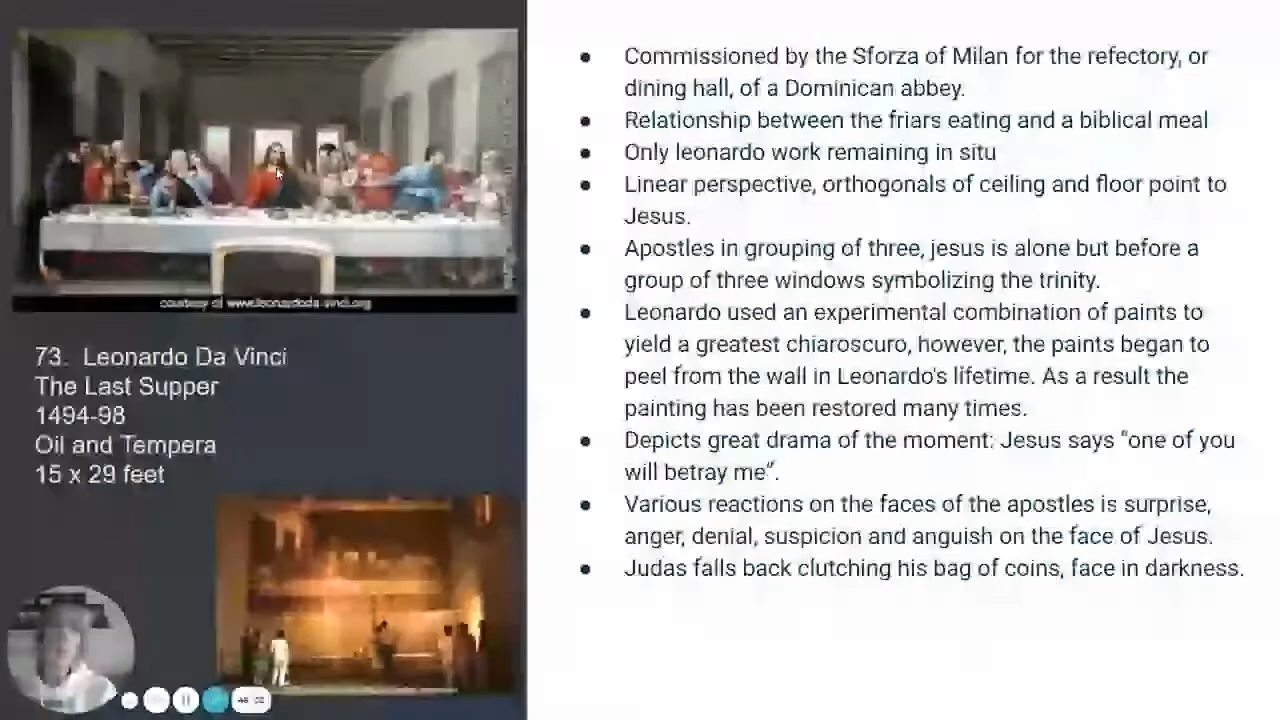 courtesy of www.leonardoda-vinci.org
73. Leonardo Da Vinci
The Last Supper
1494-98
Oil and Tempera
15 x 29 feet
● Commissioned by the Sforza of Milan for the refectory, or
dining hall, of a Dominican abbey.
● Relationship between the friars eating and a biblical meal
● Only leonardo work remaining in situ
● Linear perspective, orthogonals of ceiling and floor point to
Jesus.
● Apostles in grouping of three, jesus is alone but before a
group of three windows symbolizing the trinity.
● Leonardo used an experimental combination of paints to
yield a greatest chiaroscuro, however, the paints began to
peel from the wall in Leonardo's lifetime. As a result the
painting has been restored many times.
● Depicts great drama of the moment: Jesus says “one of you
will betray me”.
● Various reactions on the faces of the apostles is surprise,
anger, denial, suspicion and anguish on the face of Jesus.
● Judas falls back clutching his bag of coins, face in darkness.